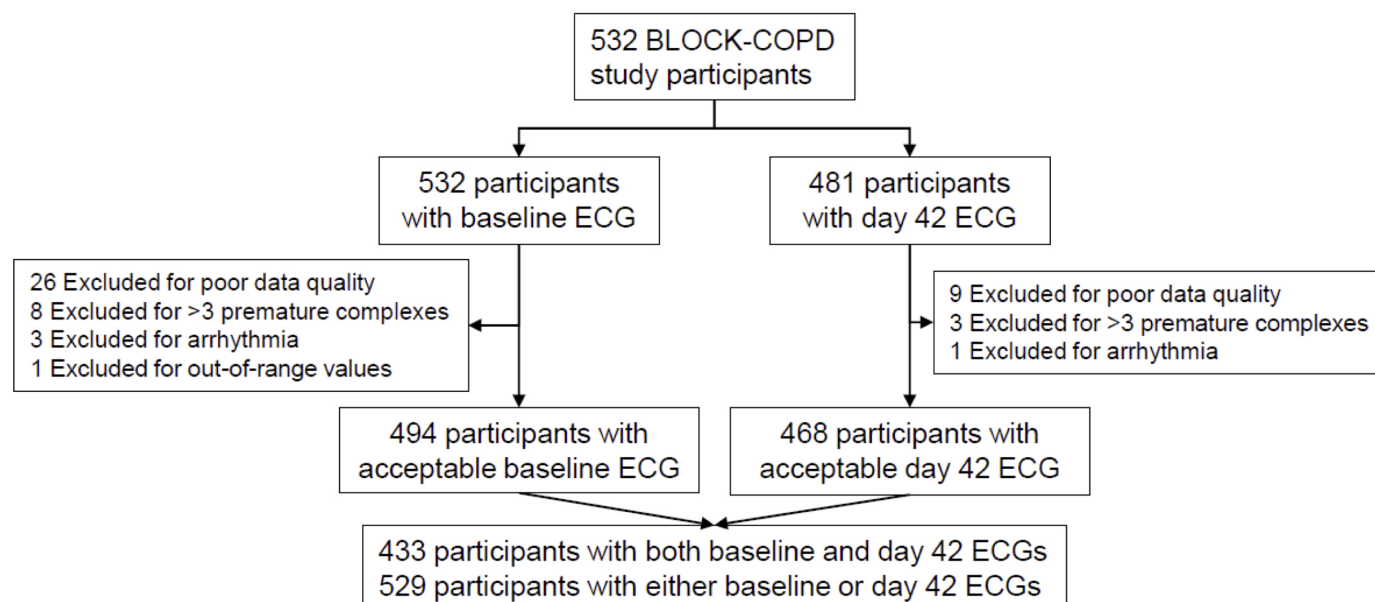 532 BLOCK-COPD
study participants
532 participants
with baseline ECG
481 participants
with day 42 ECG
26 Excluded for poor data quality
8 Excluded for >3 premature complexes
3 Excluded for arrhythmia
1 Excluded for out-of-range values
9 Excluded for poor data quality
3 Excluded for >3 premature complexes
1 Excluded for arrhythmia
494 participants with
acceptable baseline ECG
468 participants with
acceptable day 42 ECG
433 participants with both baseline and day 42 ECGs
529 participants with either baseline or day 42 ECGs